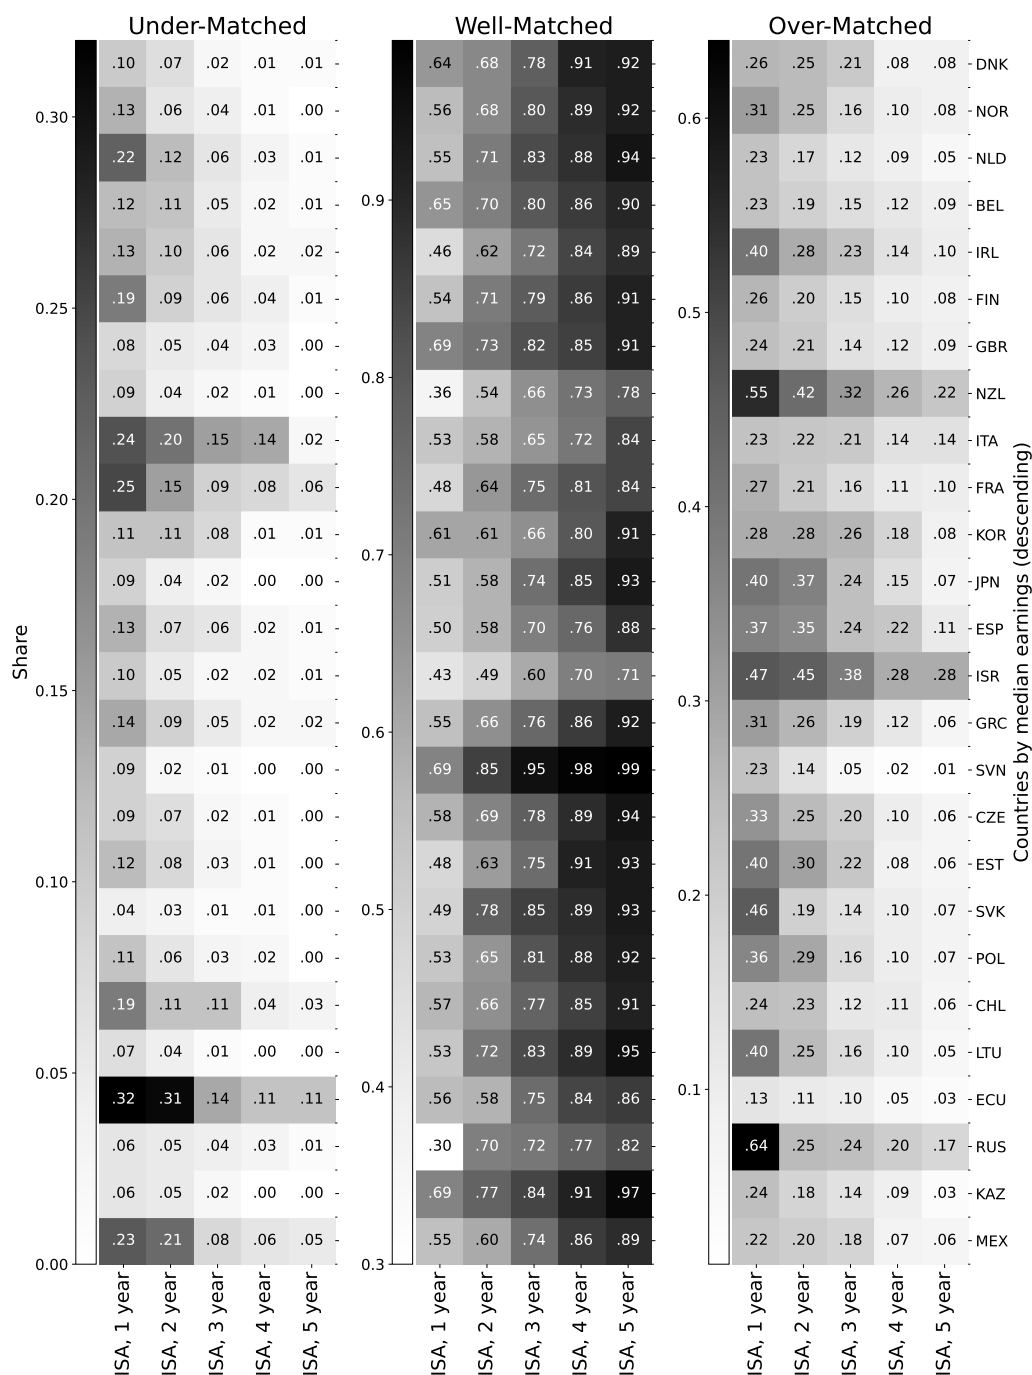 Under-Matched Well-Matched Over-Matched
.10 .07 .02 .01 .01 .64 .68 .78 .91 .92 .26 .25 .21 .08 .08 DNK
0.30 .13 .06 .04 .01 .00 .56 .68 .80 .89 .92 0.6 .31 .25 .16 .10 .08 NOR
.22 .12 .06 .03 .01 .55 .71 .83 .88 .94 .23 .17 .12 .09 .05 NLD
.12 .11 .05 .02 .01 0.9 .65 .70 .80 .86 .90 .23 .19 .15 .12 .09 BEL
.13 .10 .06 .02 .02 .46 .62 .72 .84 .89 .40 .28 .23 .14 .10 IRL
0.25 .19 .09 .06 .04 .01 .54 .71 .79 .86 .91 0.5 .26 .20 .15 .10 .08 FIN
.08 .05 .04 .03 .00 .69 .73 .82 .85 .91 .24 .21 .14 .12 .09 GBR
.09 .04 .02 .01 .00 0.8 .36 .54 .66 .73 .78 .55 .42 .32 .26 .22 NZL
.24 .20 .15 .14 .02 .53 .58 .65 .72 .84 .23 .22 .21 .14 .14 ITA
0.20 .25 .15 .09 .08 .06 .48 .64 .75 .81 .84 0.4 .27 .21 .16 .11 .10 FRA
.11 .11 .08 .01 .01 0.7 .61 .61 .66 .80 .91 .28 .28 .26 .18 .08 KOR
.09 .04 .02 .00 .00 .51 .58 .74 .85 .93 .40 .37 .24 .15 .07 JPN
.13 .07 .06 .02 .01 .50 .58 .70 .76 .88 .37 .35 .24 .22 .11 ESP
Share
0.15 .10 .05 .02 .02 .01 .43 .49 .60 .70 .71 0.3 .47 .45 .38 .28 .28 ISR
Countries by median earnings (descending)
.14 .09 .05 .02 .02 0.6 .55 .66 .76 .86 .92 .31 .26 .19 .12 .06 GRC
.09 .02 .01 .00 .00 .69 .85 .95 .98 .99 .23 .14 .05 .02 .01 SVN
.09 .07 .02 .01 .00 .58 .69 .78 .89 .94 .33 .25 .20 .10 .06 CZE
0.10 .12 .08 .03 .01 .00 .48 .63 .75 .91 .93 0.2 .40 .30 .22 .08 .06 EST
.04 .03 .01 .01 .00 0.5 .49 .78 .85 .89 .93 .46 .19 .14 .10 .07 SVK
.11 .06 .03 .02 .00 .53 .65 .81 .88 .92 .36 .29 .16 .10 .07 POL
.19 .11 .11 .04 .03 .57 .66 .77 .85 .91 .24 .23 .12 .11 .06 CHL
0.05 .07 .04 .01 .00 .00 .53 .72 .83 .89 .95 .40 .25 .16 .10 .05 LTU
.32 .31 .14 .11 .11 0.4 .56 .58 .75 .84 .86 0.1 .13 .11 .10 .05 .03 ECU
.06 .05 .04 .03 .01 .30 .70 .72 .77 .82 .64 .25 .24 .20 .17 RUS
.06 .05 .02 .00 .00 .69 .77 .84 .91 .97 .24 .18 .14 .09 .03 KAZ
.23 .21 .08 .06 .05 .55 .60 .74 .86 .89 .22 .20 .18 .07 .06 MEX
0.00 0.3
ISA, 1 year ISA, 2 year ISA, 3 year ISA, 4 year ISA, 5 year ISA, 1 year ISA, 2 year ISA, 3 year ISA, 4 year ISA, 5 year ISA, 1 year ISA, 2 year ISA, 3 year ISA, 4 year ISA, 5 year